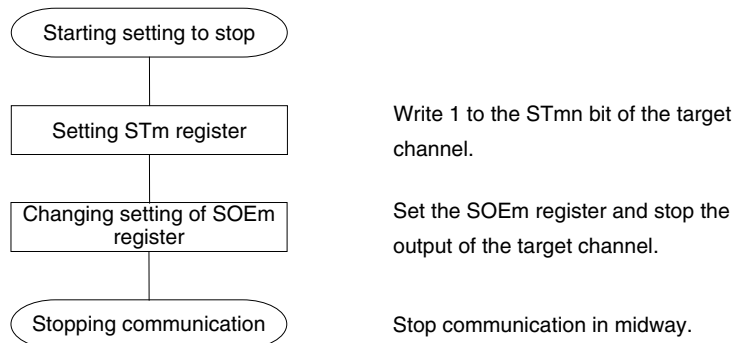 Starting setting to stop
Setting STm register
Write 1 to the STmn bit of the target
channel.
Changing setting of SOEm
register
Set the SOEm register and stop the
output of the target channel.
Stopping communication
Stop communication in midway.